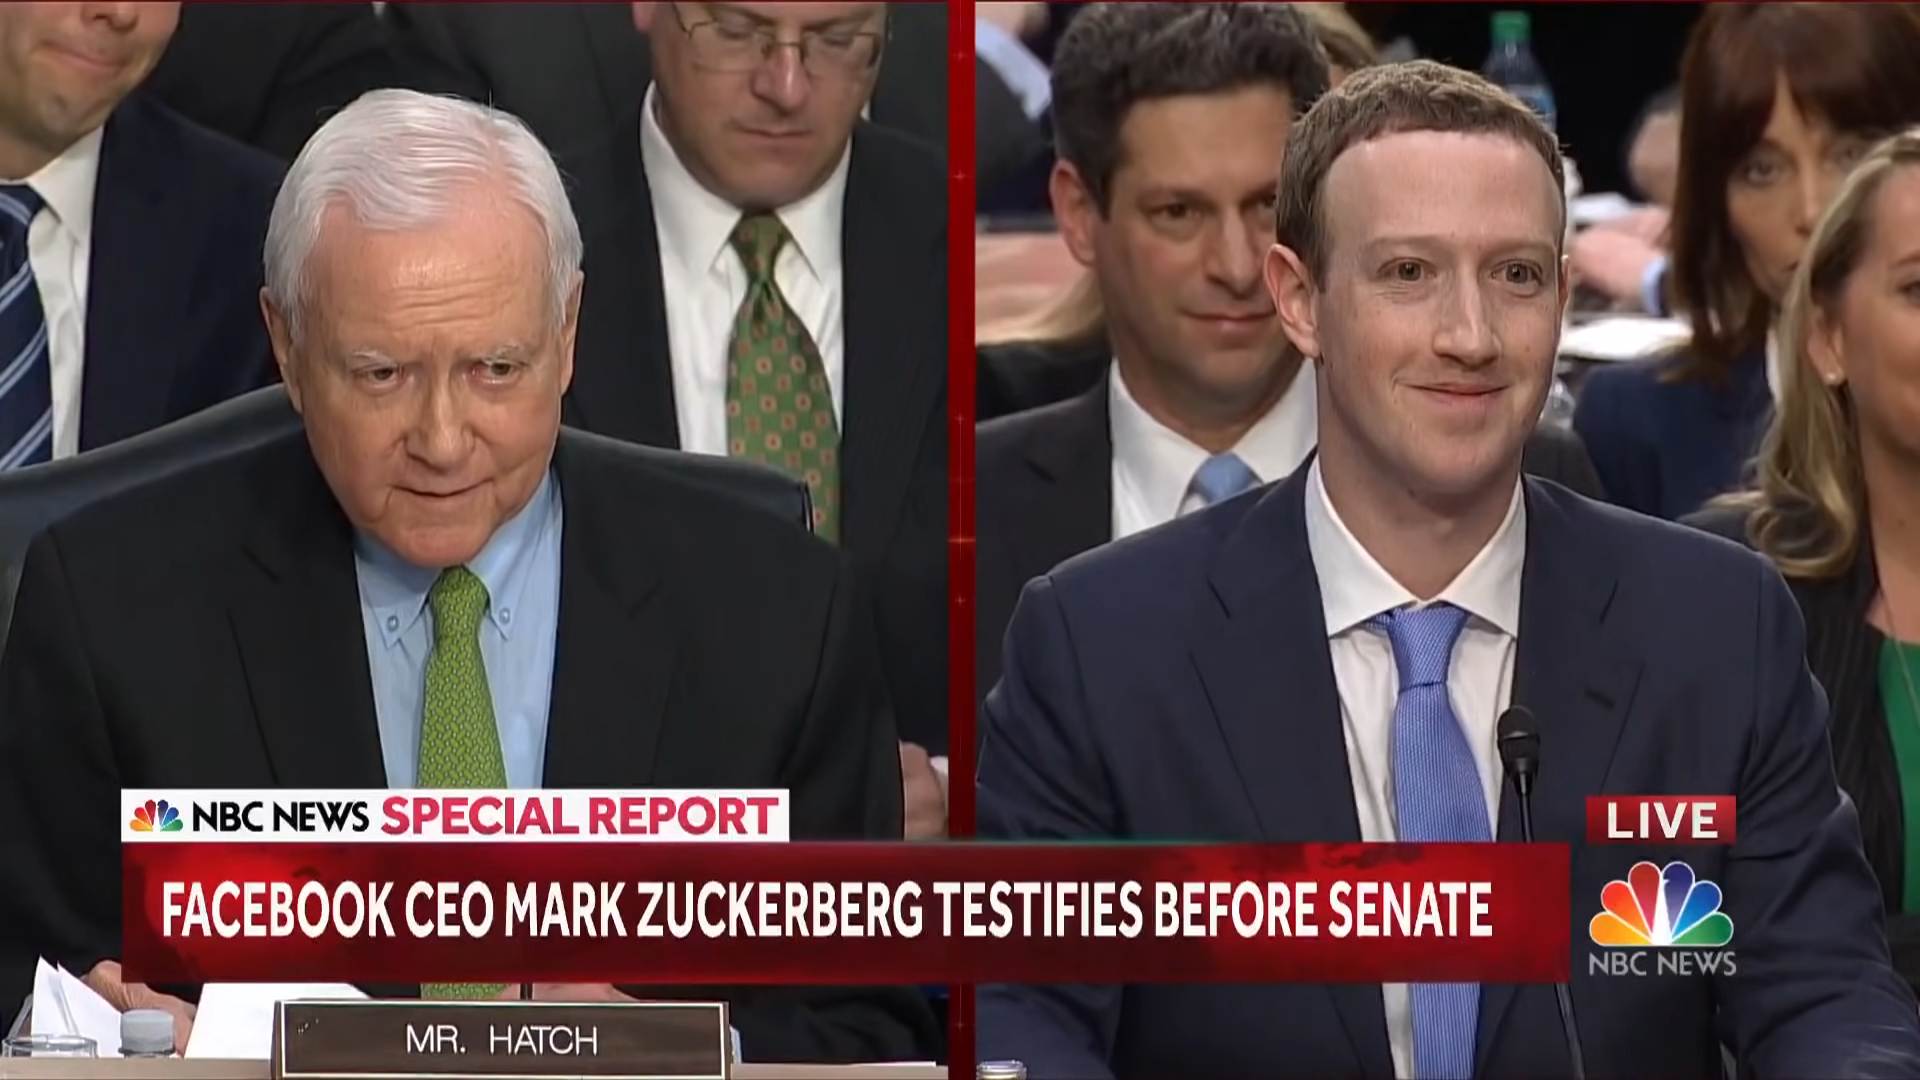 NBC NEWS SPECIAL REPORT
LIVE
FACEBOOK CEO MARK ZUCKERBERG TESTIFIES BEFORE SENATE
NBC NEWS
MR. HATCH